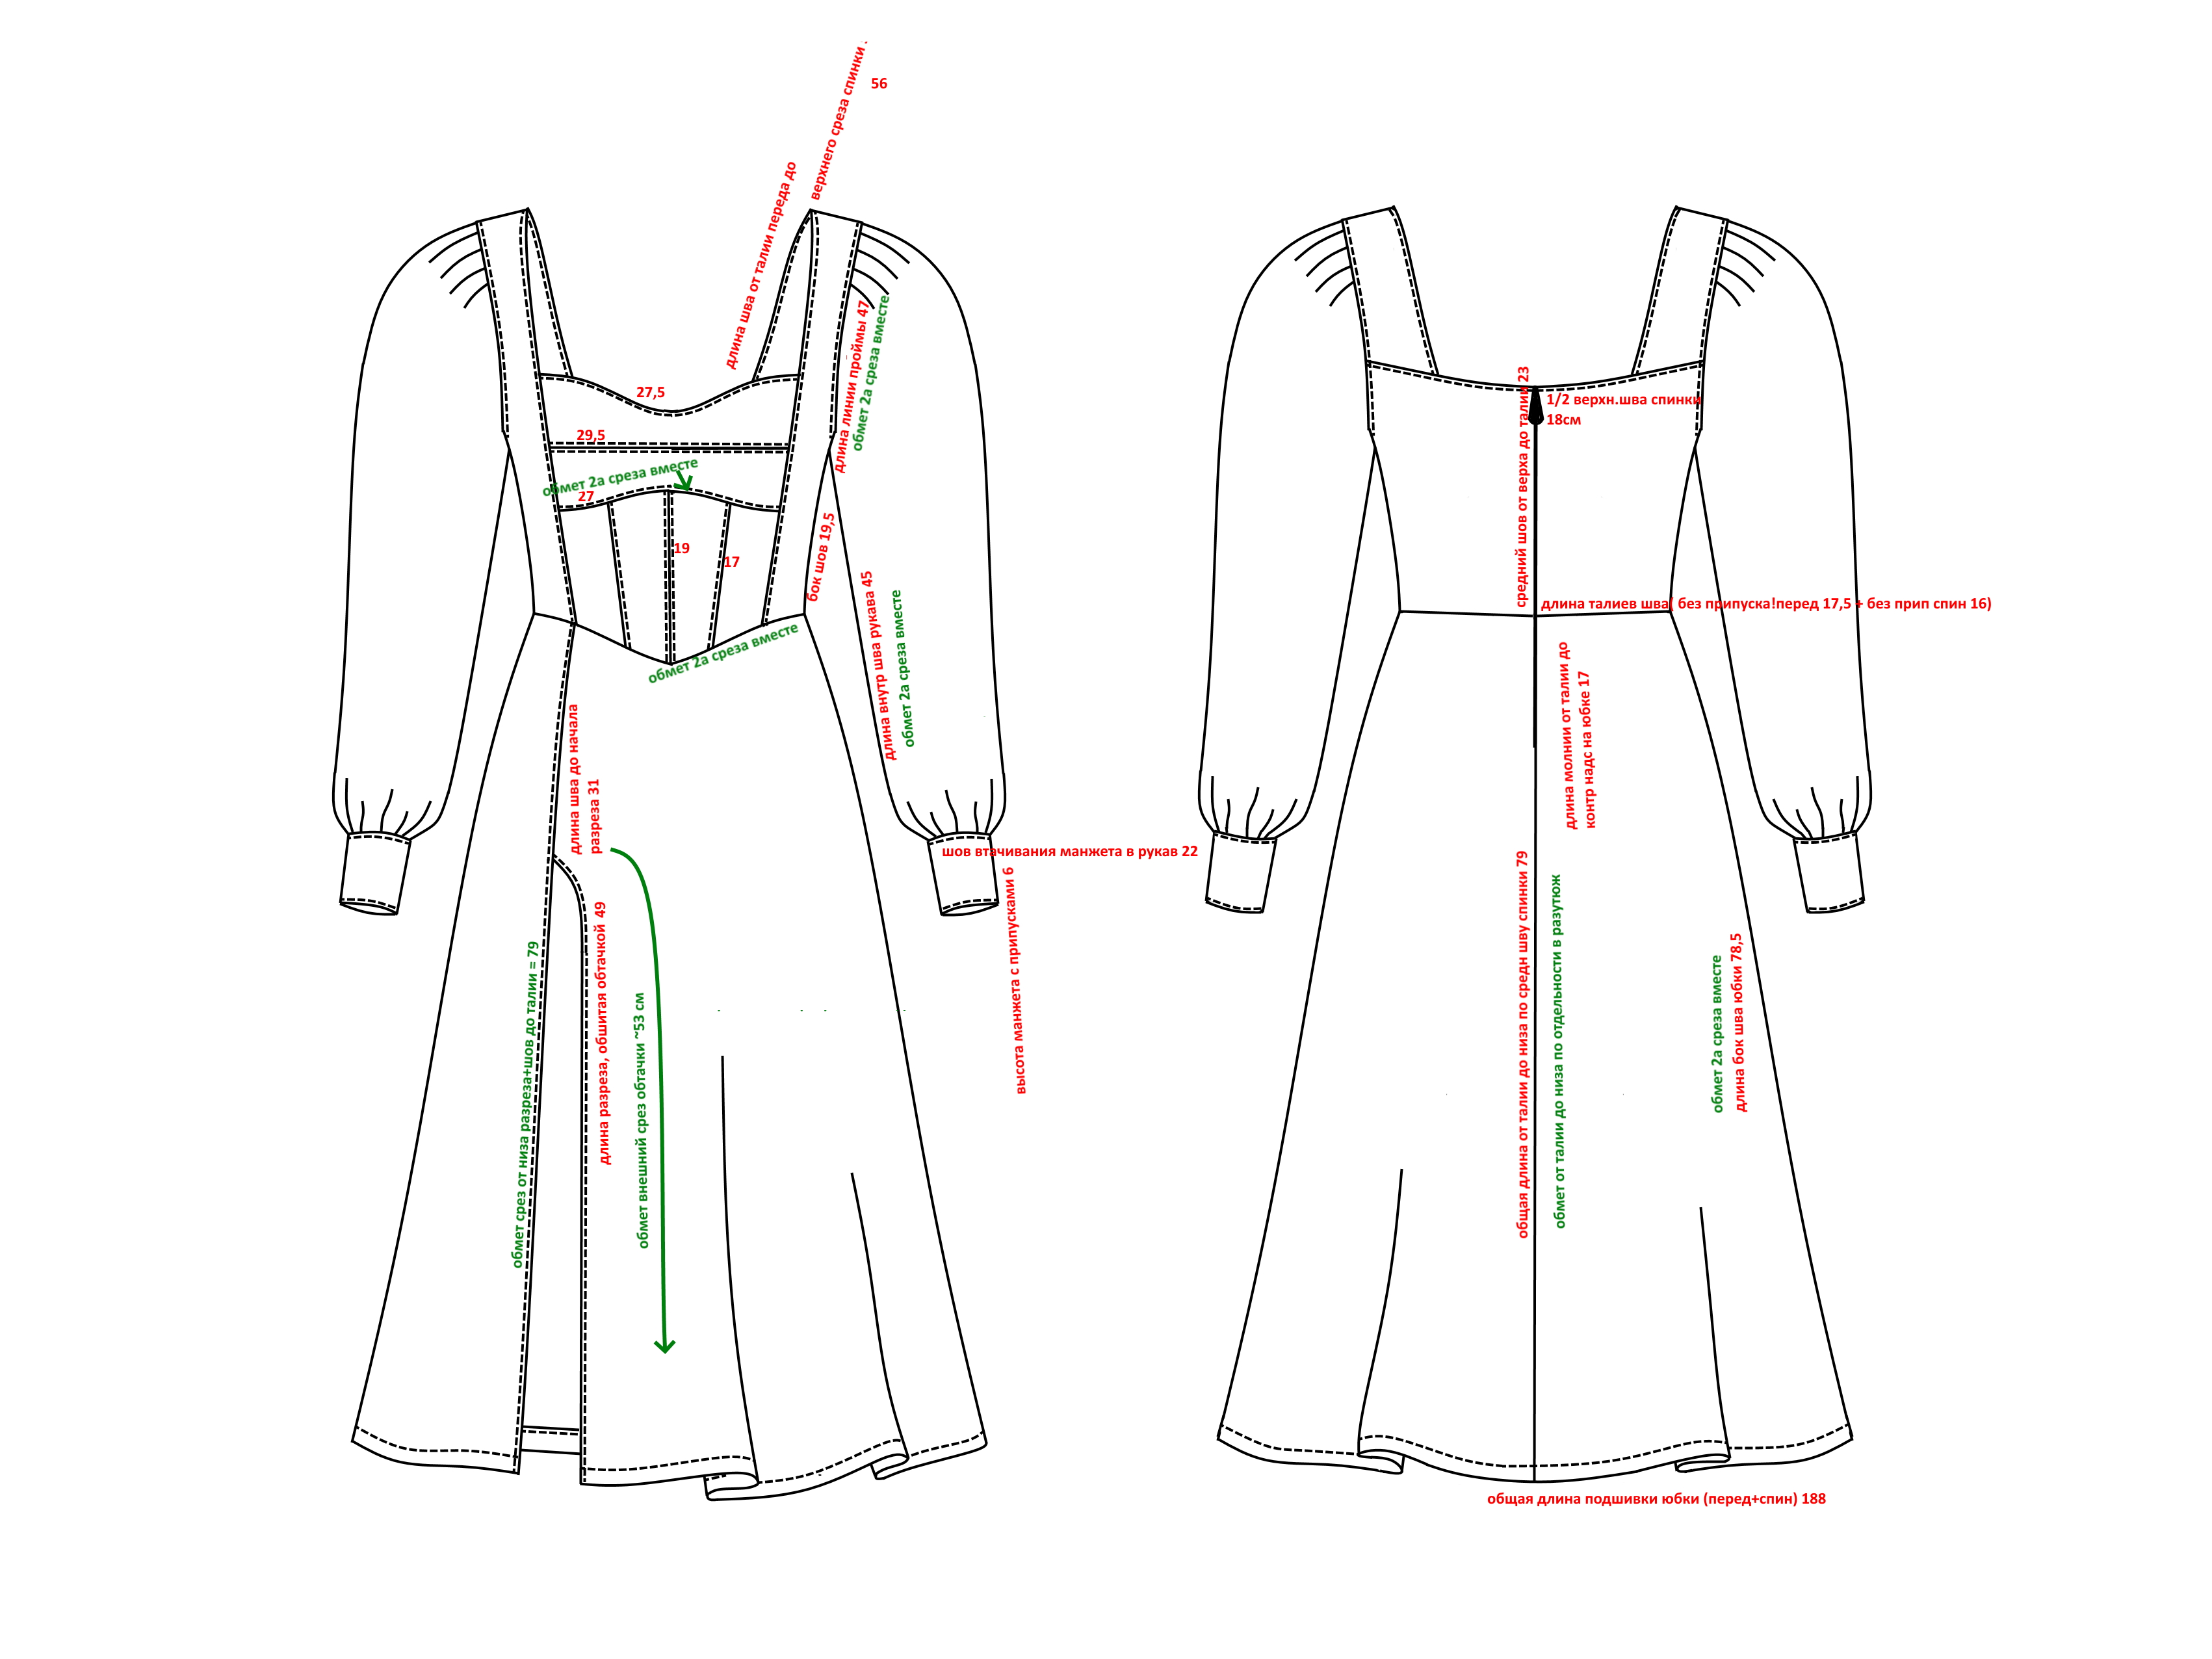 56
верхнего среза спинки
длина шва от талии переда до
27,5
29,5
обмет 2а среза вместе
27
19
17
длина линии проймы 47
обмет 2а среза вместе
бок шов 19,5
обмет 2а среза вместе
длина внутр шва рукава 45
обмет 2а среза вместе
длина шва до начала
разреза 31
шов втачивания манжета в рукав 22
высота манжета с припусками 6
длина разреза, обшитая обтачкой 49
обмет срез от низа разреза+шов до талии = 79
обмет внешний срез обтачки ~53 см
средний шов от верха до талии 23
1/2 верхн.шва спинки
18см
длина талиев шва( без припуска!перед 17,5 + без прип спин 16)
длина молнии от талии до
контр надс на юбке 17
общая длина от талии до низа по средн шву спинки 79
обмет от талии до низа по отдельности в разутюж
обмет 2а среза вместе
длина бок шва юбки 78,5
общая длина подшивки юбки (перед+спин) 188